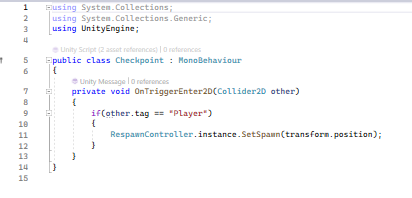 1 using System.Collections;
2 using System.Collections.Generic;
3 using UnityEngine;
4
Unity Script (2 asset references) | 0 references
5 public class Checkpoint : MonoBehaviour
6 {
Unity Message | 0 references
7 private void OnTriggerEnter2D(Collider2D other)
8 {
9 if(other.tag == "Player")
10 {
11 RespawnController.instance.SetSpawn(transform.position);
12 }
13 }
14 }
15